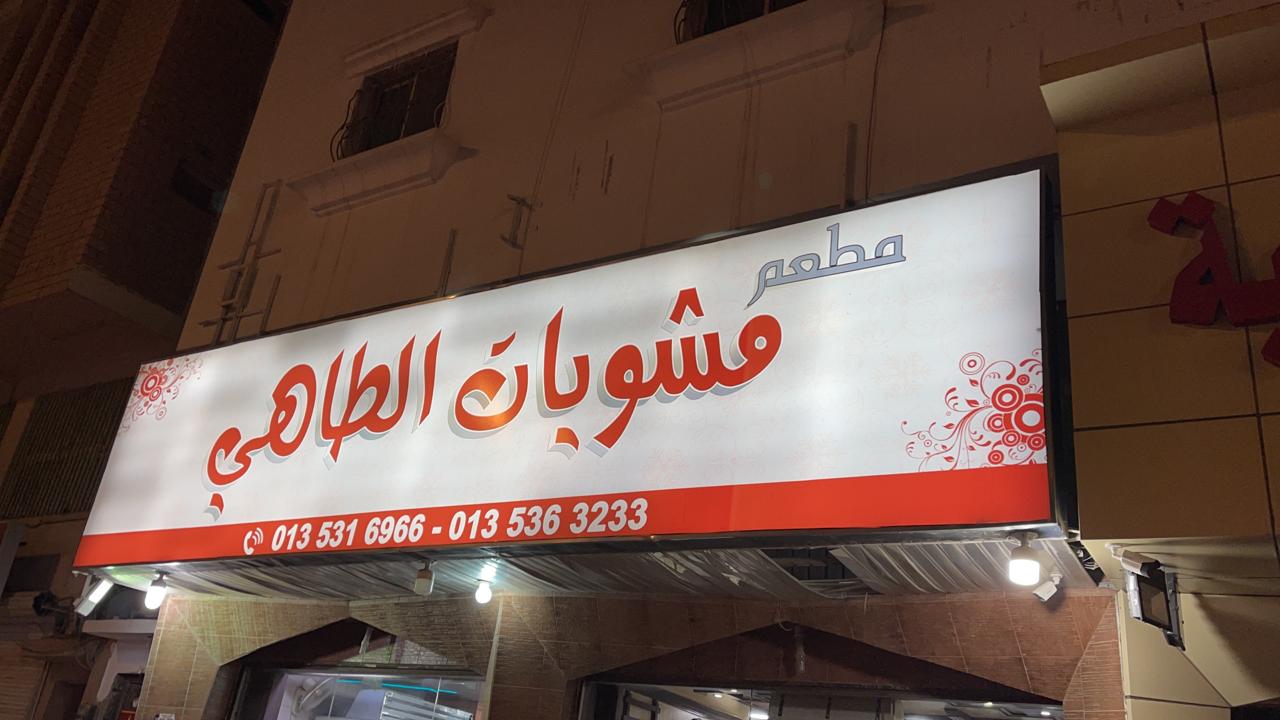 مطعم
مشويات الطاهي
013 531 6966 - 013 536 3233